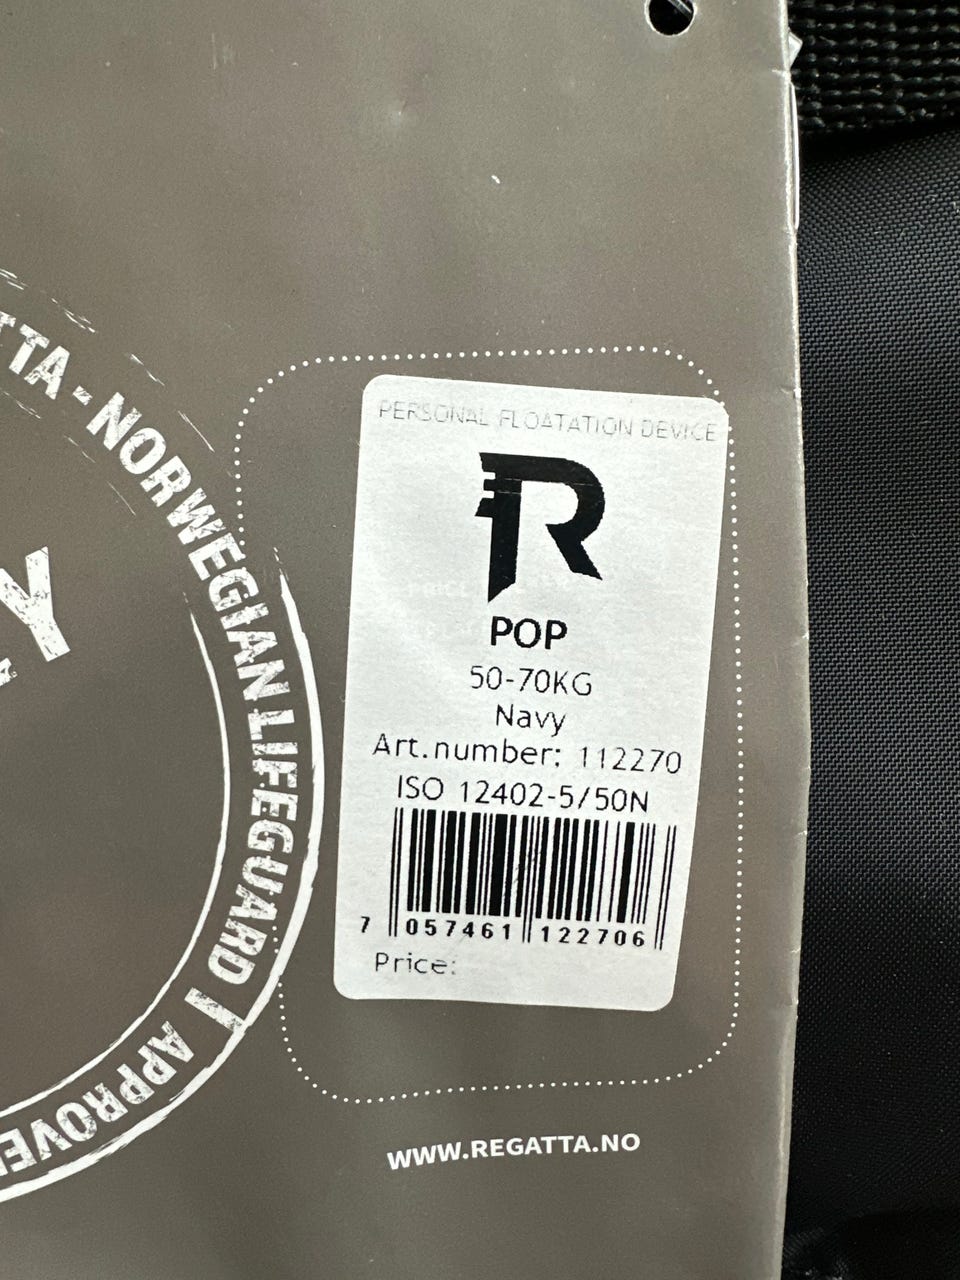 TTA - NORWEGIAN LIFEGUARD | APPROVE
Y
A
PERSONAL FLOATATION DEVICE
R
POP
50-70KG
Navy
Art.number: 112270
ISO 12402-5/50N
7 057461 122706
Price:
WWW.REGATTA.NO